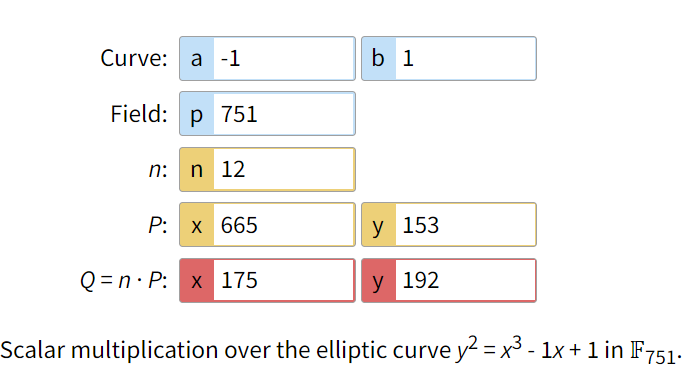 Curve: a -1 b 1
Field: p 751
n: n 12
P: x 665 y 153
Q = n · P: x 175 y 192
Scalar multiplication over the elliptic curve y² = x³ - 1x + 1 in 𝔽₇₅₁.